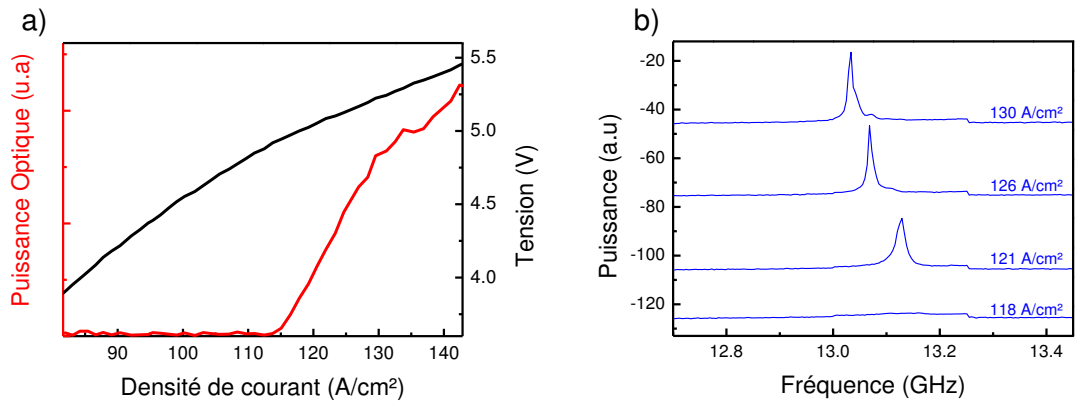 a)
Puissance Optique (u.a)
5.5
5.0
4.5
4.0
Tension (V)
90 100 110 120 130 140
Densité de courant (A/cm²)
b)
Puissance (a.u)
-20
-40
-60
-80
-100
-120
130 A/cm²
126 A/cm²
121 A/cm²
118 A/cm²
12.8 13.0 13.2 13.4
Fréquence (GHz)